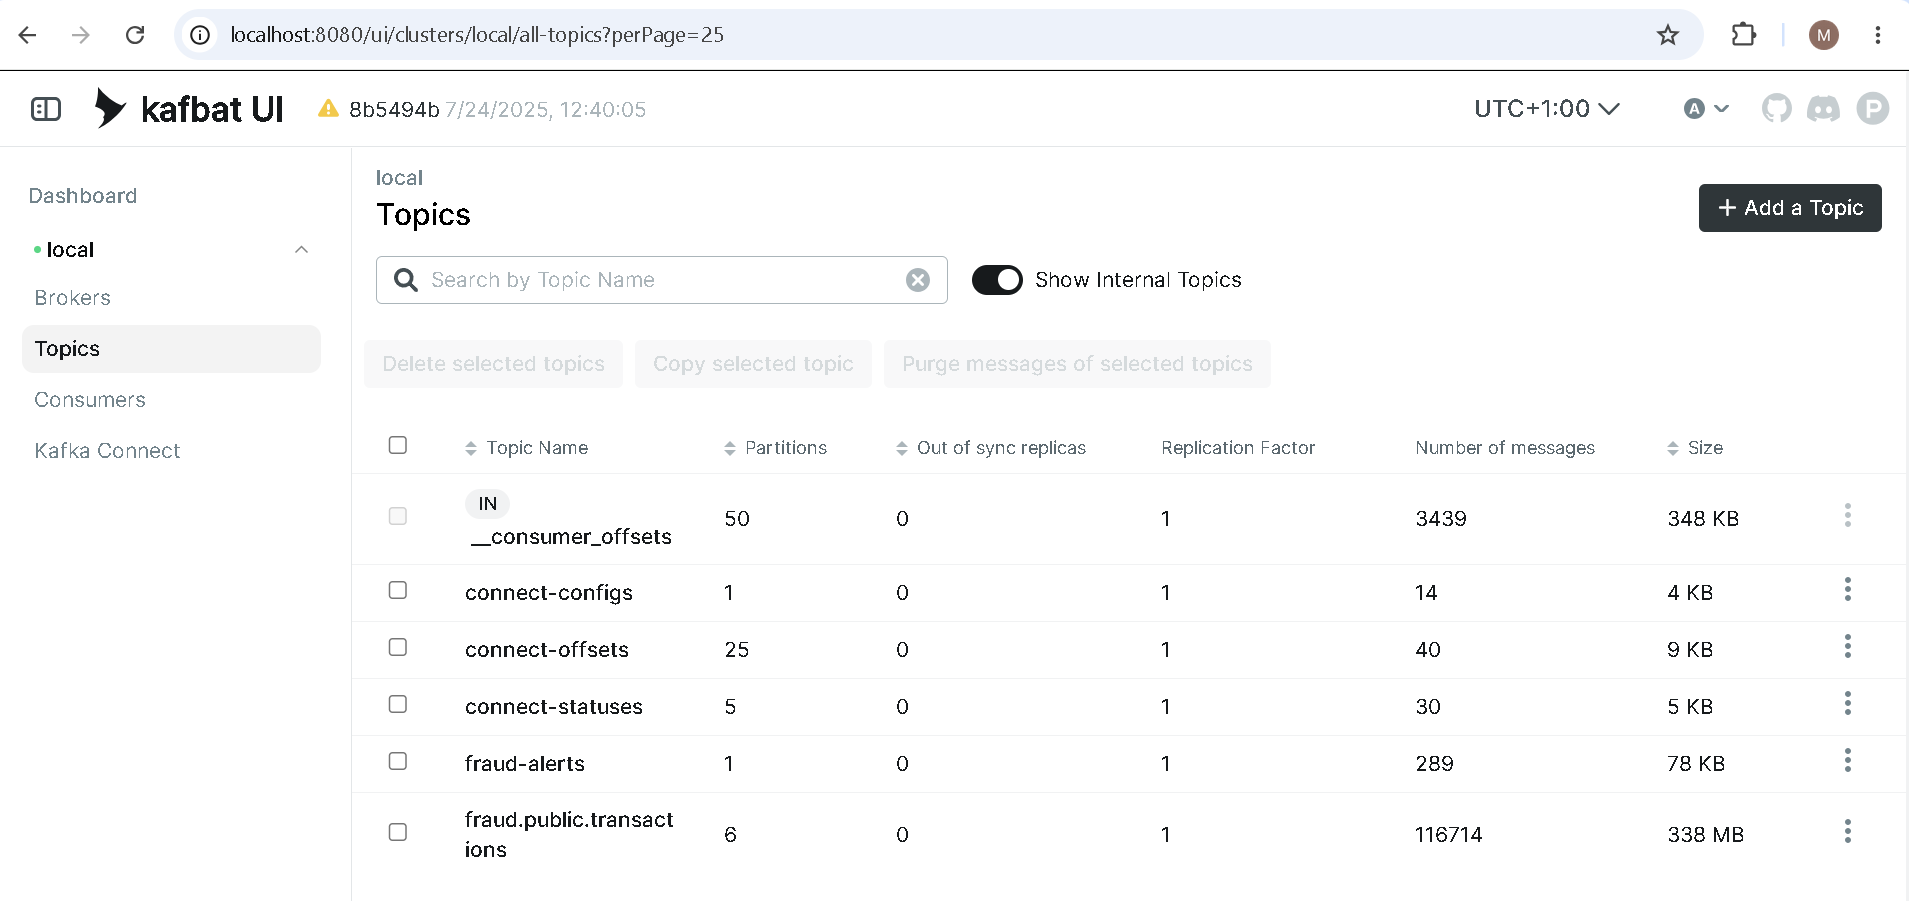 localhost:8080/ui/clusters/local/all-topics?perPage=25
M
kafbat UI
8b5494b 7/24/2025, 12:40:05
UTC+1:00
A
P
Dashboard
local
Brokers
Topics
Consumers
Kafka Connect
local
Topics
+ Add a Topic
Search by Topic Name
Show Internal Topics
Delete selected topics
Copy selected topic
Purge messages of selected topics
Topic Name Partitions Out of sync replicas Replication Factor Number of messages Size
IN
__consumer_offsets 50 0 1 3439 348 KB
connect-configs 1 0 1 14 4 KB
connect-offsets 25 0 1 40 9 KB
connect-statuses 5 0 1 30 5 KB
fraud-alerts 1 0 1 289 78 KB
fraud.public.transact
ions 6 0 1 116714 338 MB